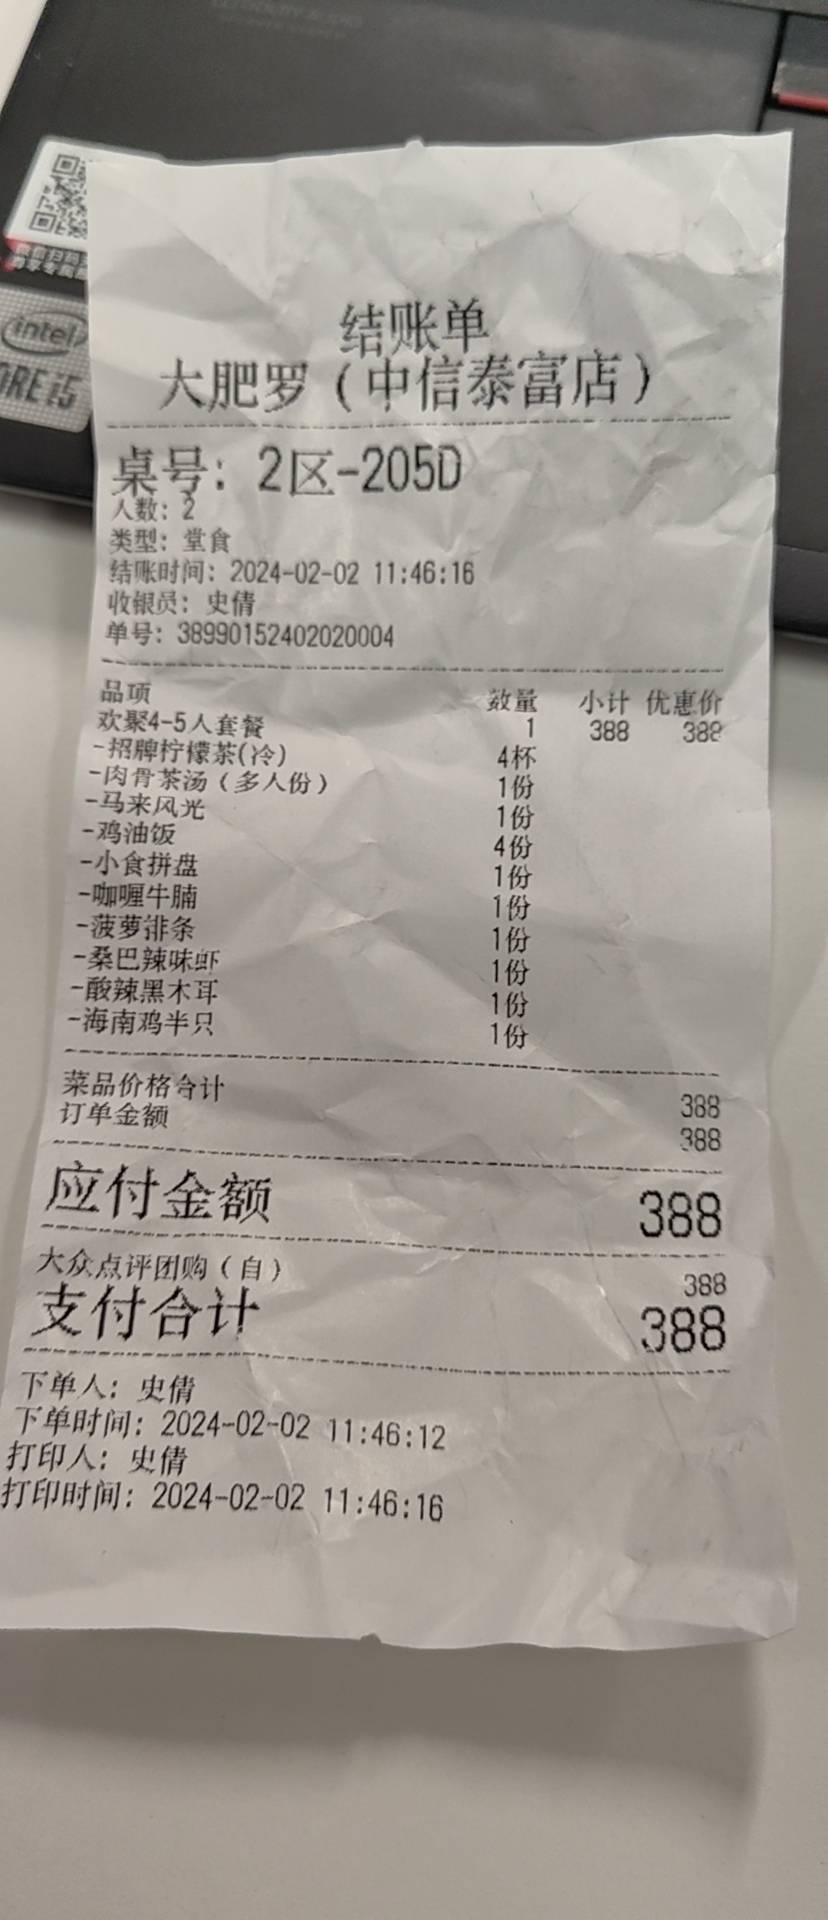 intel
CORE i5
结账单
大肥罗（中信泰富店）
桌号: 2区-205D
人数: 2
类型: 堂食
结账时间: 2024-02-02 11:46:16
收银员: 史倩
单号: 38990152402020004
品项 数量 小计 优惠价
欢聚4-5人套餐 1 388 388
-招牌柠檬茶(冷) 4杯
-肉骨茶汤（多人份） 1份
-马来风光 1份
-鸡油饭 4份
-小食拼盘 1份
-咖喱牛腩 1份
-菠萝排条 1份
-桑巴辣味虾 1份
-酸辣黑木耳 1份
-海南鸡半只 1份
菜品价格合计 388
订单金额 388
应付金额 388
大众点评团购（自） 388
支付合计 388
下单人: 史倩
下单时间: 2024-02-02 11:46:12
打印人: 史倩
打印时间: 2024-02-02 11:46:16